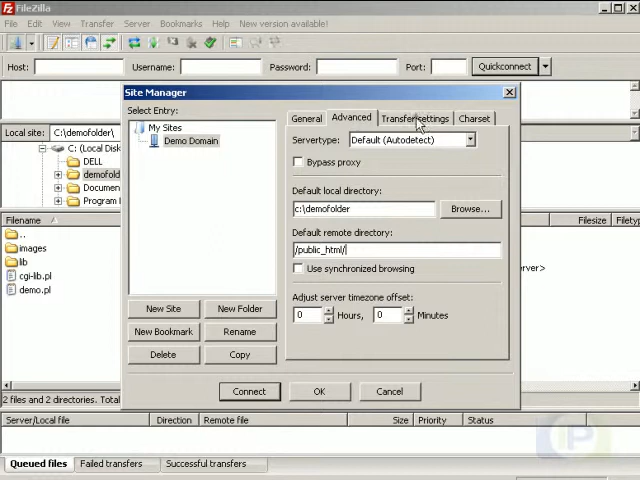 FileZilla
File Edit View Transfer Server Bookmarks Help New version available!
Host: Username: Password: Port: Quickconnect
Site Manager
Select Entry:
My Sites
Demo Domain
New Site New Folder
New Bookmark Rename
Delete Copy
General Advanced Transfer settings Charset
Servertype: Default (Autodetect)
Bypass proxy
Default local directory:
c:\demofolder Browse...
Default remote directory:
/public_html/
Use synchronized browsing
Adjust server timezone offset:
0 Hours, 0 Minutes
Connect OK Cancel
Local site: C:\demofolder\
C: (Local Disk
DELL
demofold
Document
Program
Filename
..
images
lib
cgi-lib.pl
demo.pl
Filesize Filetyp
erver>
2 files and 2 directories. Total
Server/Local file Direction Remote file Size Priority Status
Queued files Failed transfers Successful transfers